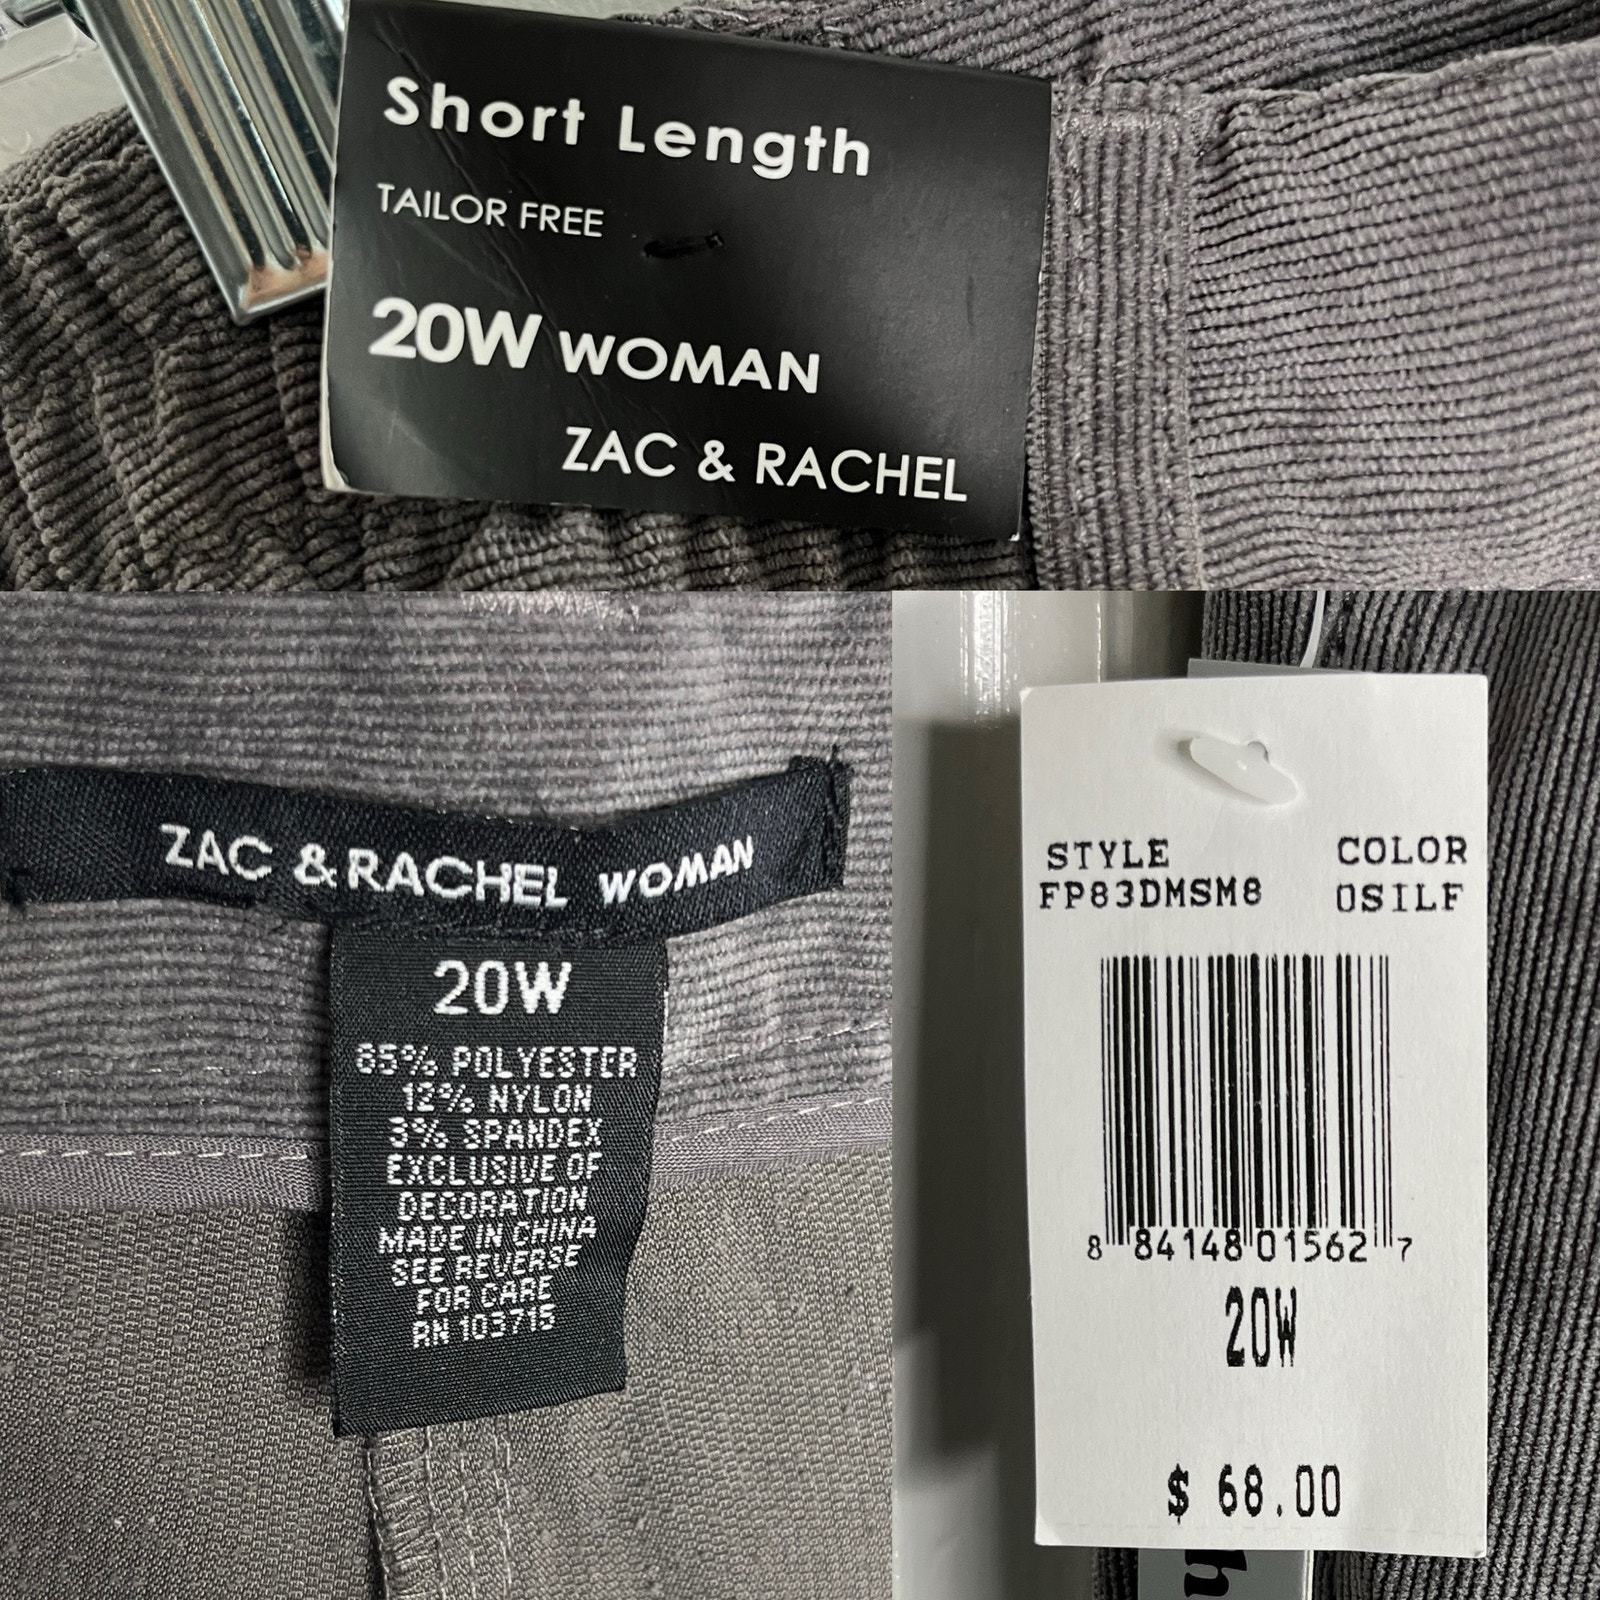 Short Length
TAILOR FREE
20W WOMAN
ZAC & RACHEL
ZAC & RACHEL WOMAN
20W
85% POLYESTER
12% NYLON
3% SPANDEX
EXCLUSIVE OF
DECORATION
MADE IN CHINA
SEE REVERSE
FOR CARE
RN 103715
STYLE COLOR
FP83DMSM8 0SILF
8 84148 01562 7
20W
$ 68.00
h